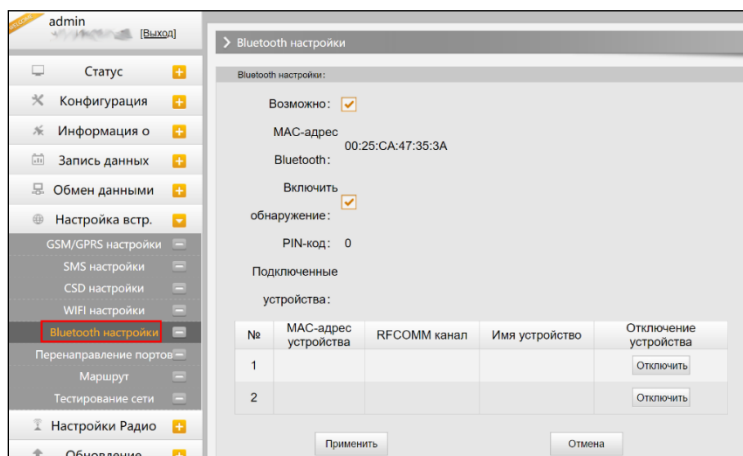 admin
[Выход]
Bluetooth настройки
Bluetooth настройки:
Статус
Конфигурация
Информация о
Запись данных
Обмен данными
Настройка встр.
GSM/GPRS настройки
SMS настройки
CSD настройки
WIFI настройки
Bluetooth настройки
Перенаправление портов
Маршрут
Тестирование сети
Настройки Радио
Обновление
Возможно:
MAC-адрес
00:25:CA:47:35:3A
Bluetooth:
Включить
обнаружение:
PIN-код: 0
Подключенные
устройства:
№ MAC-адрес устройства RFCOMM канал Имя устройство Отключение устройства
1 Отключить
2 Отключить
Применить Отмена